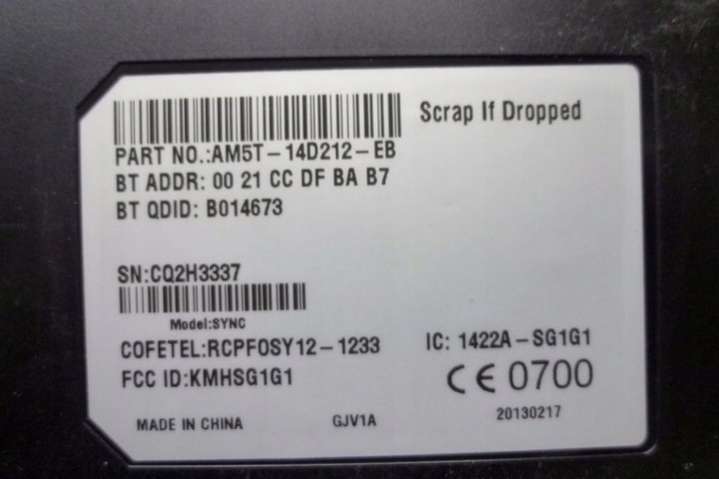 Scrap If Dropped
PART NO.:AM5T-14D212-EB
BT ADDR: 00 21 CC DF BA B7
BT QDID: B014673
SN:CQ2H3337
Model:SYNC
COFETEL:RCPFOSY12-1233
IC: 1422A-SG1G1
FCC ID:KMHSG1G1
CE 0700
MADE IN CHINA
GJV1A
20130217